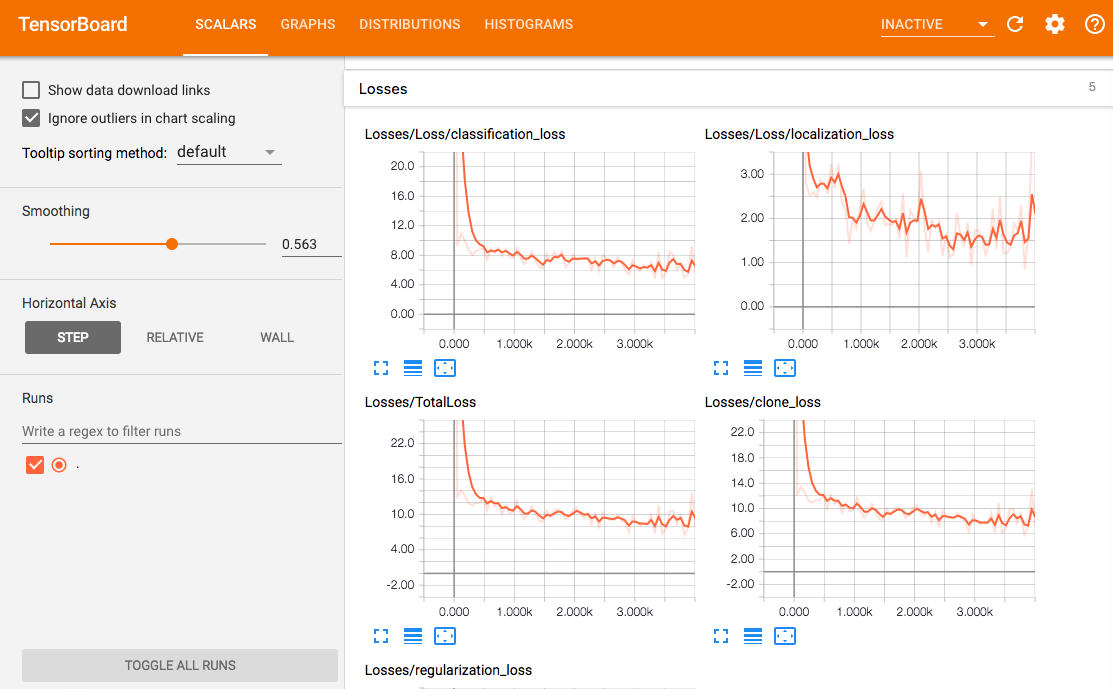 TensorBoard
SCALARS GRAPHS DISTRIBUTIONS HISTOGRAMS INACTIVE
Show data download links
Ignore outliers in chart scaling
Tooltip sorting method: default
Smoothing
0.563
Horizontal Axis
STEP RELATIVE WALL
Runs
Write a regex to filter runs
.
TOGGLE ALL RUNS
Losses 5
Losses/Loss/classification_loss
20.0
16.0
12.0
8.00
4.00
0.00
0.000 1.000k 2.000k 3.000k
Losses/Loss/localization_loss
3.00
2.00
1.00
0.00
0.000 1.000k 2.000k 3.000k
Losses/TotalLoss
22.0
16.0
10.0
4.00
-2.00
0.000 1.000k 2.000k 3.000k
Losses/clone_loss
22.0
18.0
14.0
10.0
6.00
2.00
-2.00
0.000 1.000k 2.000k 3.000k
Losses/regularization_loss